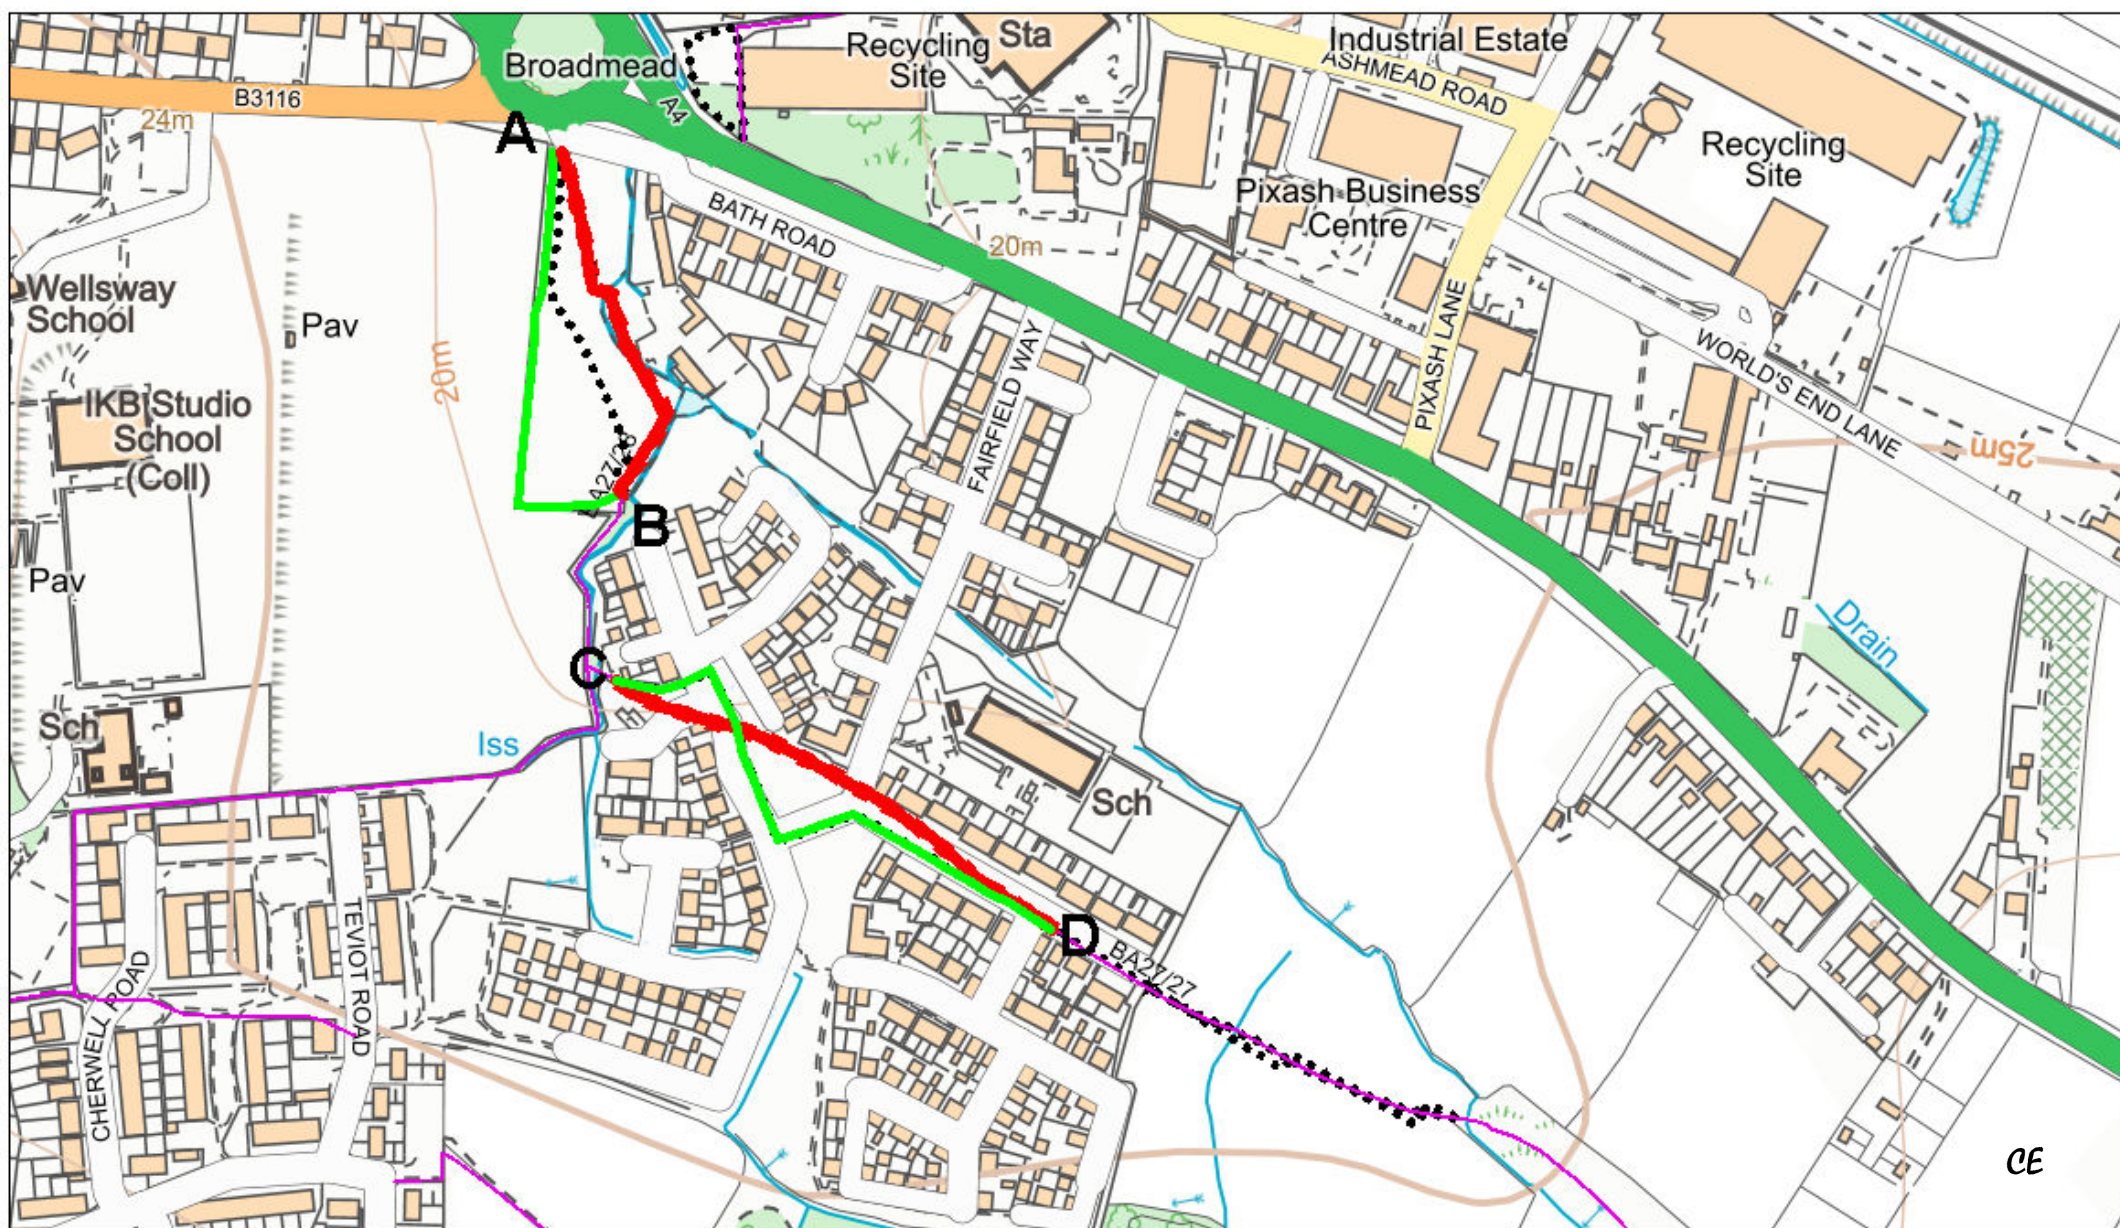 Broadmead
Recycling
Site
Sta
Industrial Estate
ASHMEAD ROAD
B3116
24m
A
A4
Recycling
Site
Pixash Business
Centre
BATH ROAD
20m
Wellsway
School
Pav
20m
IKB Studio
School
(Coll)
PIXASH LANE
WORLD'S END LANE
FAIRFIELD WAY
25m
B
Pav
C
Drain
Sch
Iss
Sch
D
BA27/27
TEVIOT ROAD
CHERWELL ROAD
CE